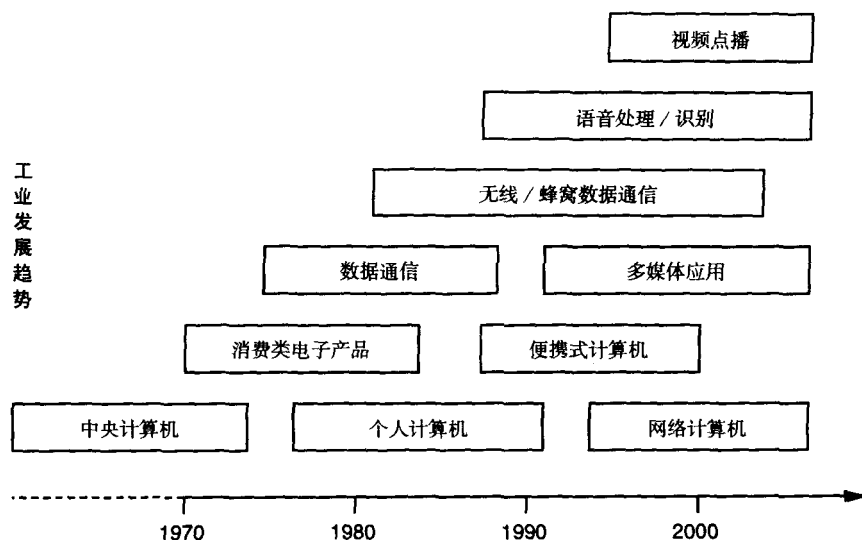 视频点播
语音处理 / 识别
无线 / 蜂窝数据通信
数据通信
多媒体应用
消费类电子产品
便携式计算机
中央计算机
个人计算机
网络计算机
工业发展趋势
1970
1980
1990
2000